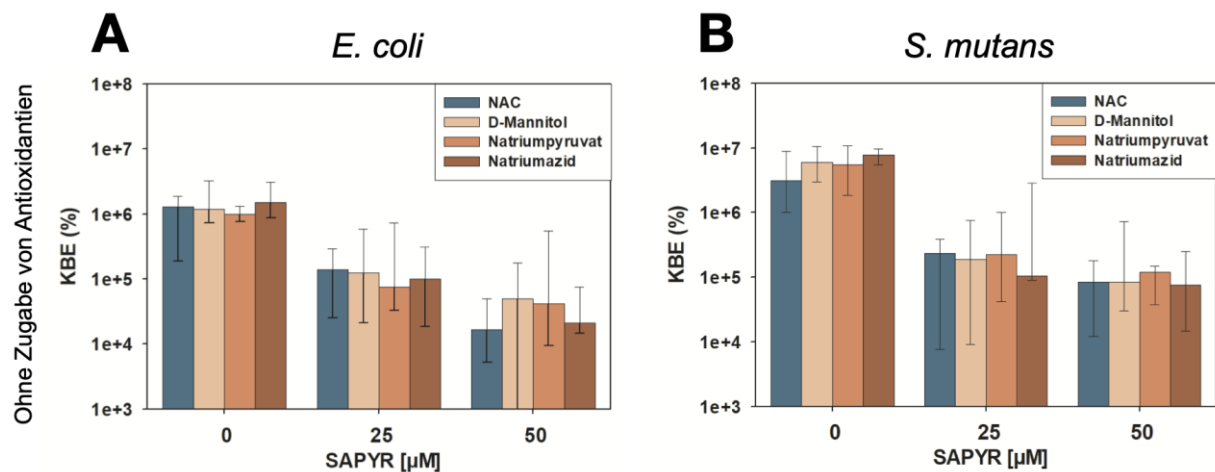 A
E. coli
Ohne Zugabe von Antioxidantien
KBE (%)
1e+8
1e+7
1e+6
1e+5
1e+4
1e+3
NAC
D-Mannitol
Natriumpyruvat
Natriumazid
0
25
50
SAPYR [µM]
B
S. mutans
KBE (%)
1e+8
1e+7
1e+6
1e+5
1e+4
1e+3
NAC
D-Mannitol
Natriumpyruvat
Natriumazid
0
25
50
SAPYR [µM]